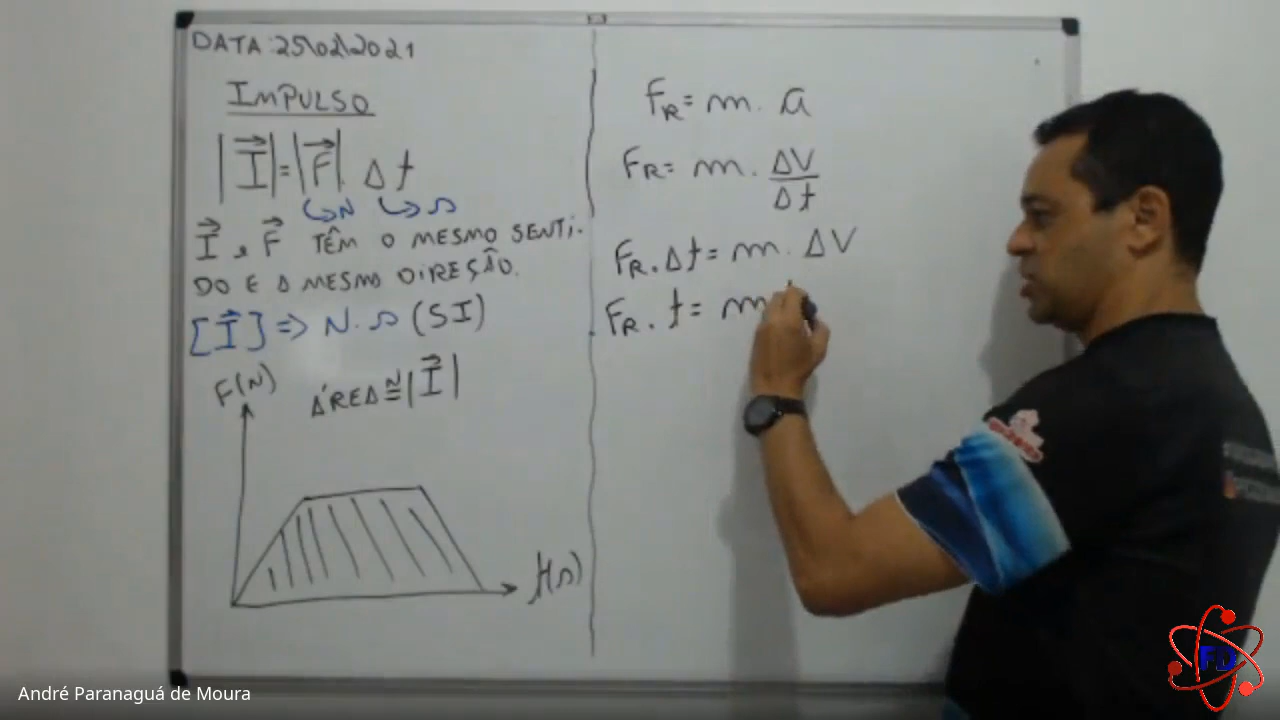 DATA:25\02\2021
IMPULSO
|I⃗|=|F⃗|. Δt
↳N ↳s
I⃗ e F⃗ TÊM O MESMO SENTI-
DO E A MESMA DIREÇÃO.
[I⃗] => N.s (SI)
F(N)
ÁREA N≅ |I⃗|
t(s)
FR = m. a
FR = m. ΔV/Δt
FR. Δt = m. ΔV
FR. t = m
André Paranaguá de Moura
FD